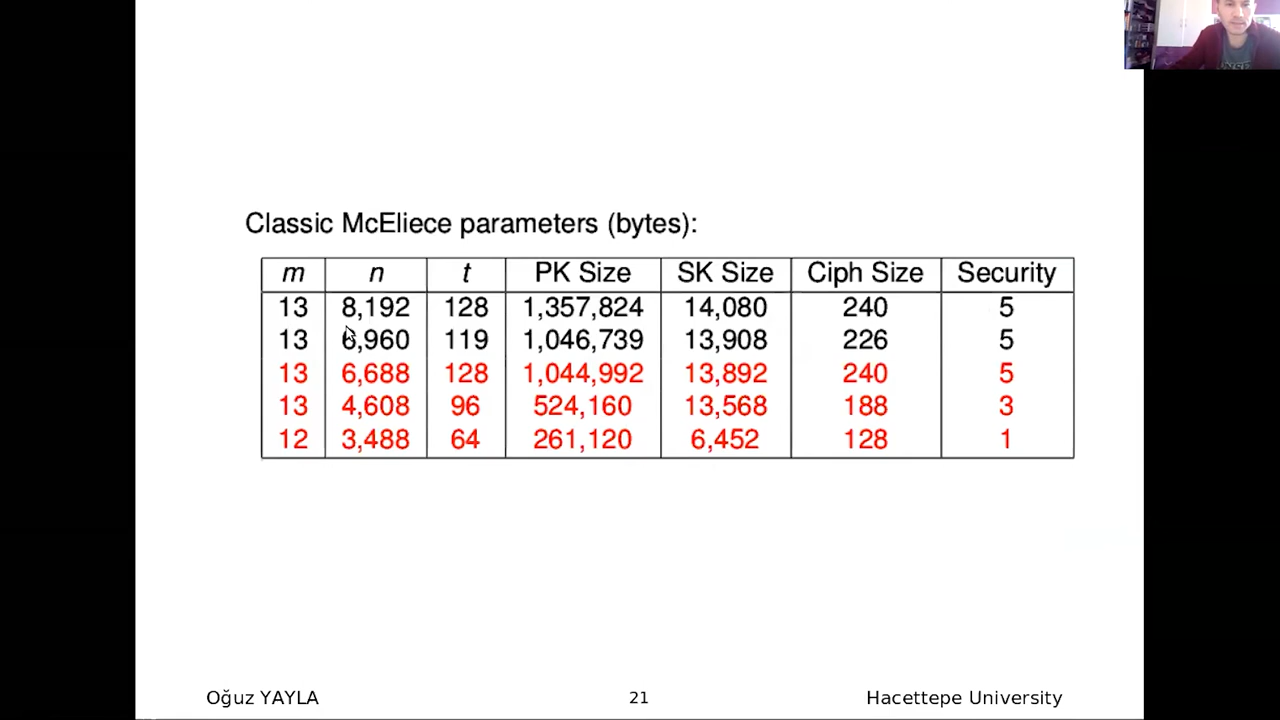 Classic McEliece parameters (bytes):
m n t PK Size SK Size Ciph Size Security
13 8,192 128 1,357,824 14,080 240 5
13 6,960 119 1,046,739 13,908 226 5
13 6,688 128 1,044,992 13,892 240 5
13 4,608 96 524,160 13,568 188 3
12 3,488 64 261,120 6,452 128 1
Oğuz YAYLA 21 Hacettepe University